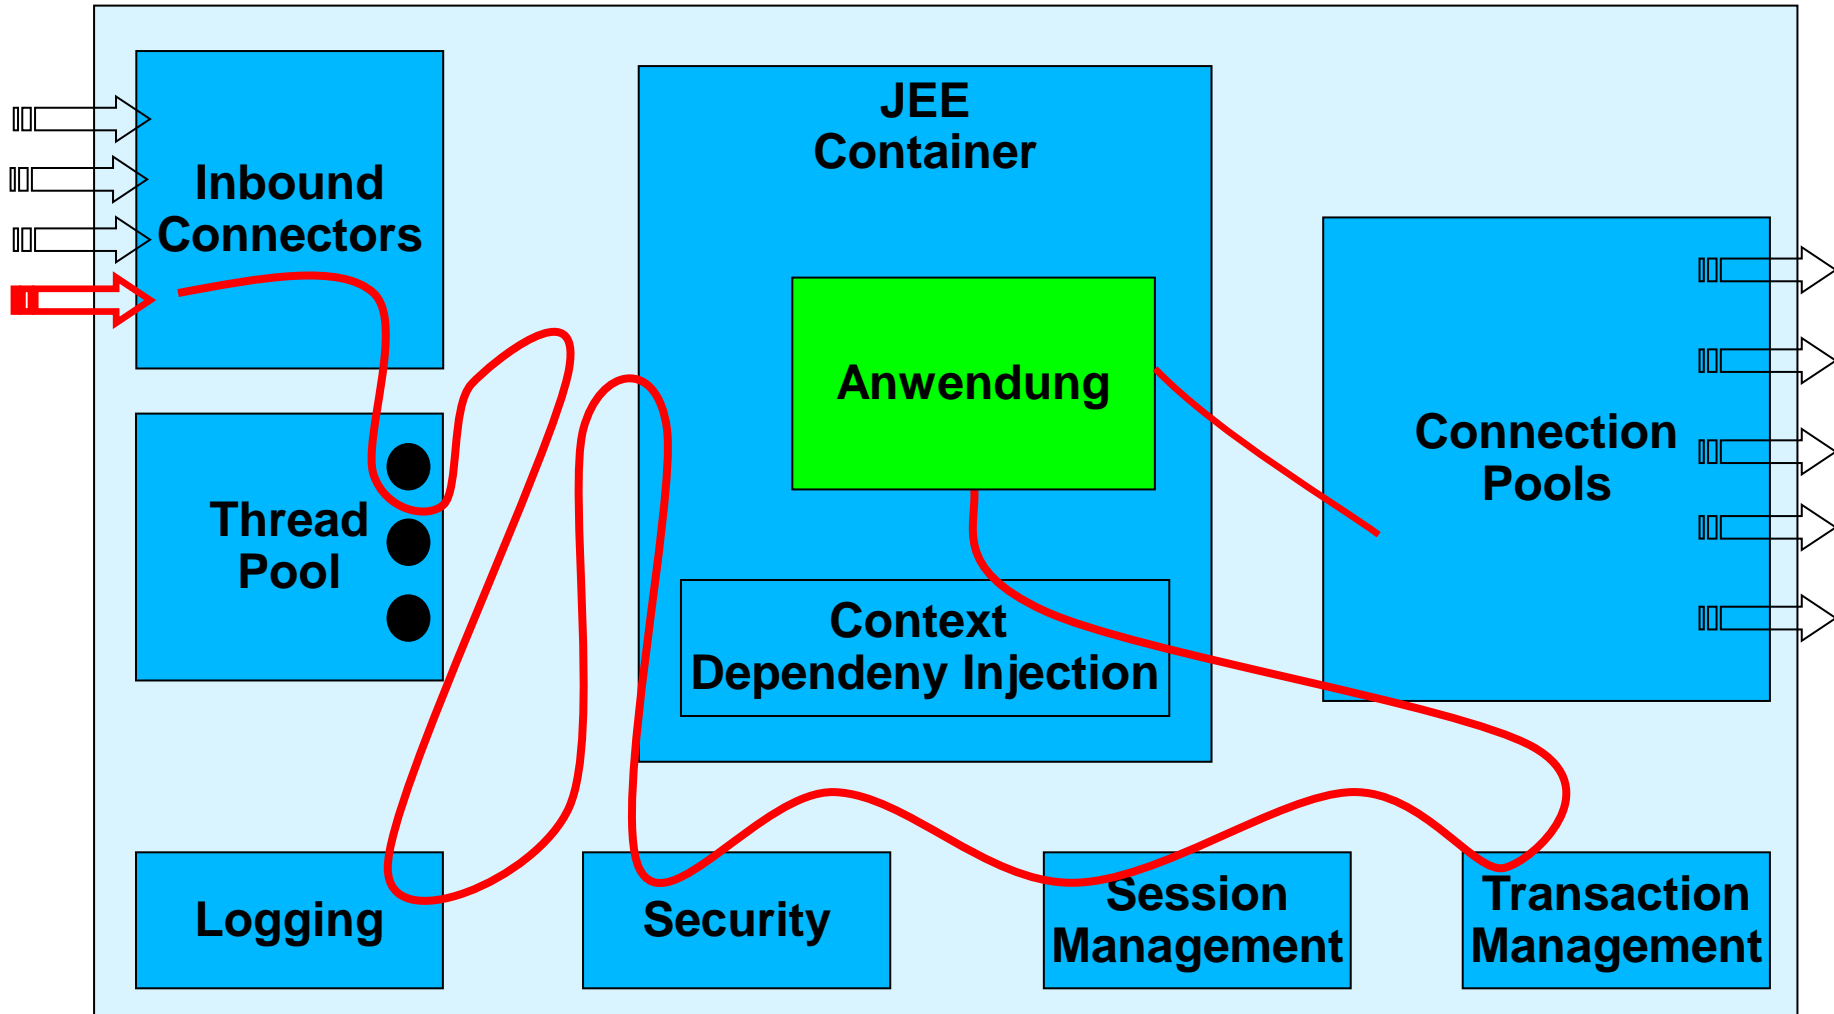 Inbound
Connectors
Thread
Pool
JEE
Container
Anwendung
Context
Dependeny Injection
Connection
Pools
Logging
Security
Session
Management
Transaction
Management